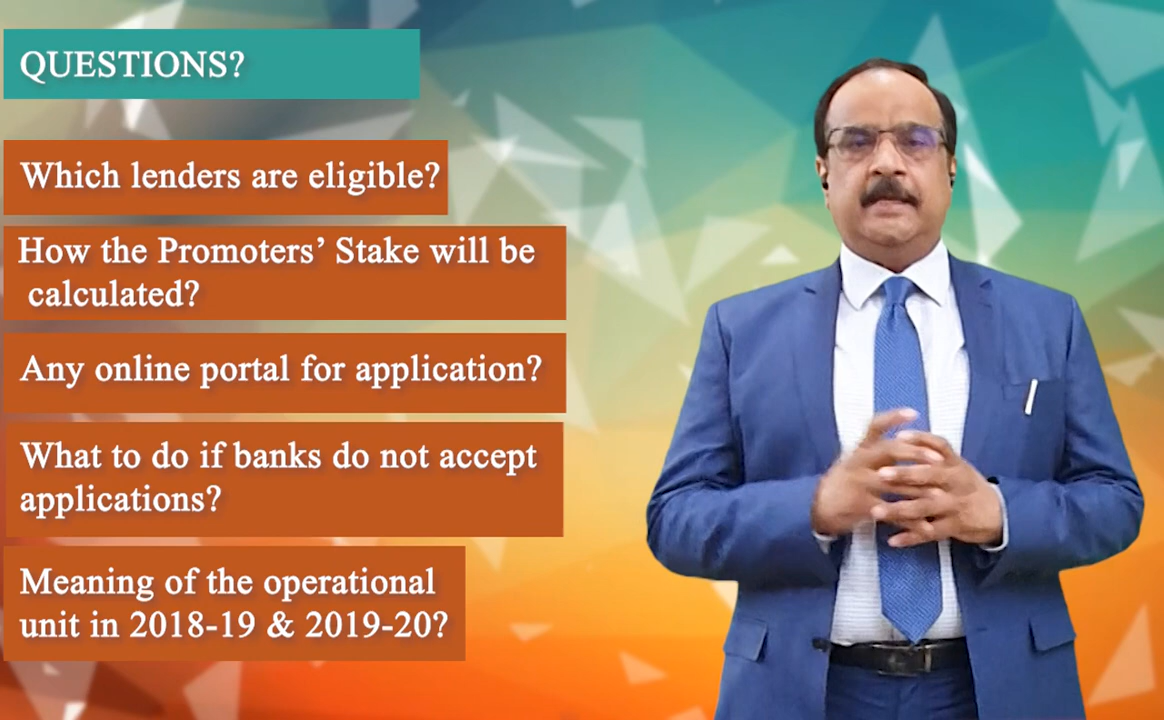 QUESTIONS?
Which lenders are eligible?
How the Promoters’ Stake will be
calculated?
Any online portal for application?
What to do if banks do not accept
applications?
Meaning of the operational
unit in 2018-19 & 2019-20?